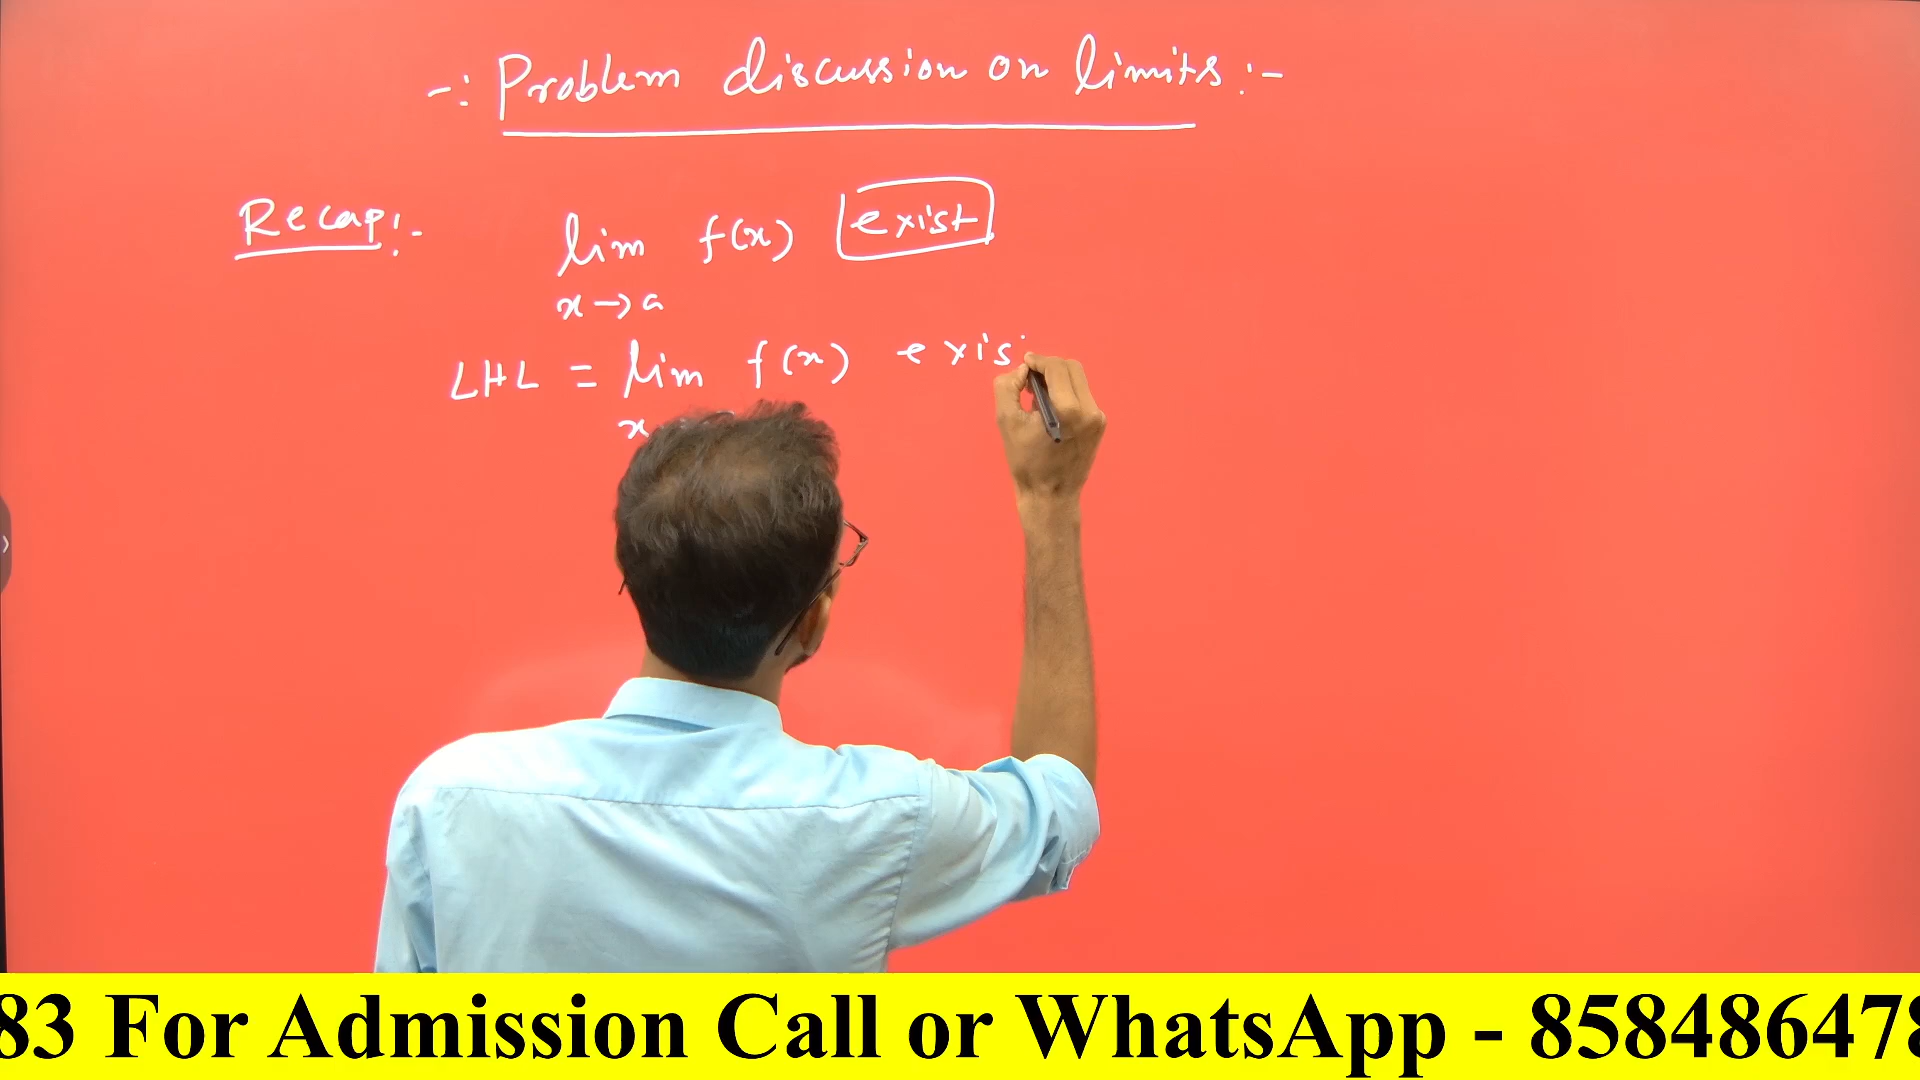 -: Problem discussion on limits :-
Recap:- lim f(x) exist
x→a
LHL = lim f(x) exis
x
83 For Admission Call or WhatsApp - 858486478